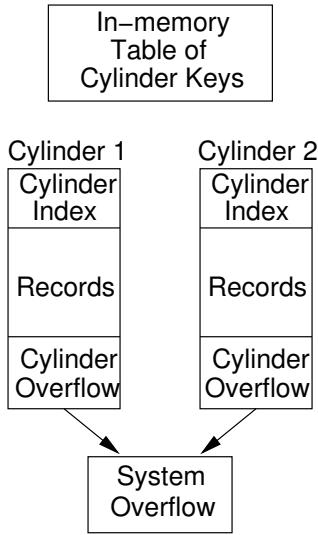 In−memory
Table of
Cylinder Keys
Cylinder 1
Cylinder 2
Cylinder
Index
Cylinder
Index
Records
Records
Cylinder
Overflow
Cylinder
Overflow
System
Overflow